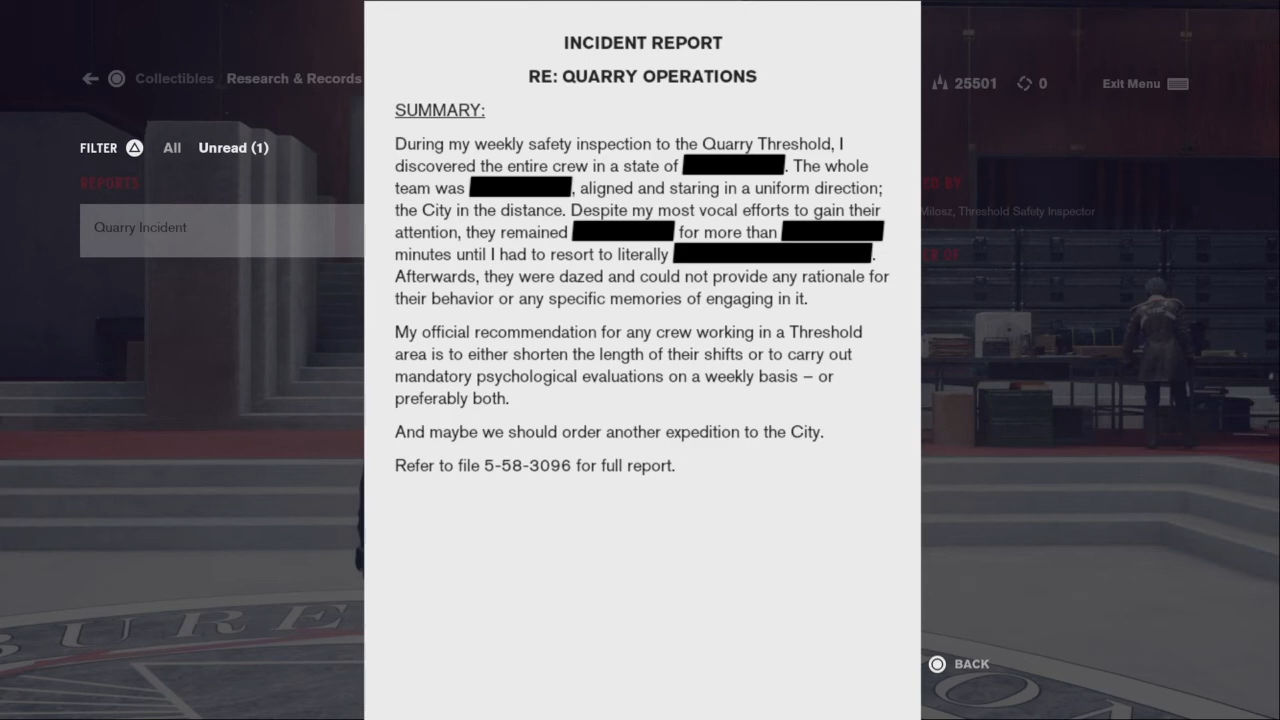 INCIDENT REPORT
RE: QUARRY OPERATIONS
Collectibles Research & Records
25501 0 Exit Menu
SUMMARY:
FILTER All Unread (1)
During my weekly safety inspection to the Quarry Threshold, I
discovered the entire crew in a state of . The whole
REPORTS
ED BY
team was , aligned and staring in a uniform direction;
the City in the distance. Despite my most vocal efforts to gain their
Milosz, Threshold Safety Inspector
Quarry Incident
attention, they remained for more than
minutes until I had to resort to literally .
ER OF
Afterwards, they were dazed and could not provide any rationale for
their behavior or any specific memories of engaging in it.
My official recommendation for any crew working in a Threshold
area is to either shorten the length of their shifts or to carry out
mandatory psychological evaluations on a weekly basis – or
preferably both.
And maybe we should order another expedition to the City.
Refer to file 5-58-3096 for full report.
BURE
BACK
O